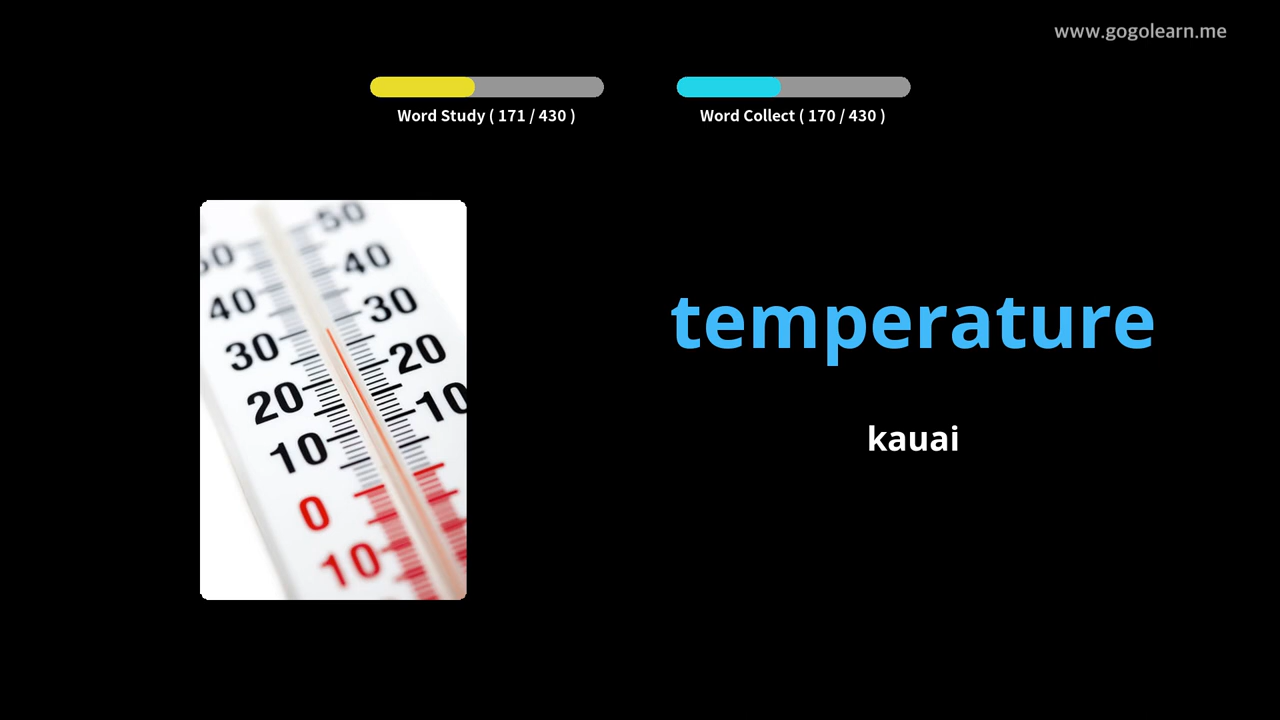 www.gogolearn.me
Word Study ( 171 / 430 )
Word Collect ( 170 / 430 )
50
50
40
40
30
30
20
20
10
10
0
10
temperature
kauai